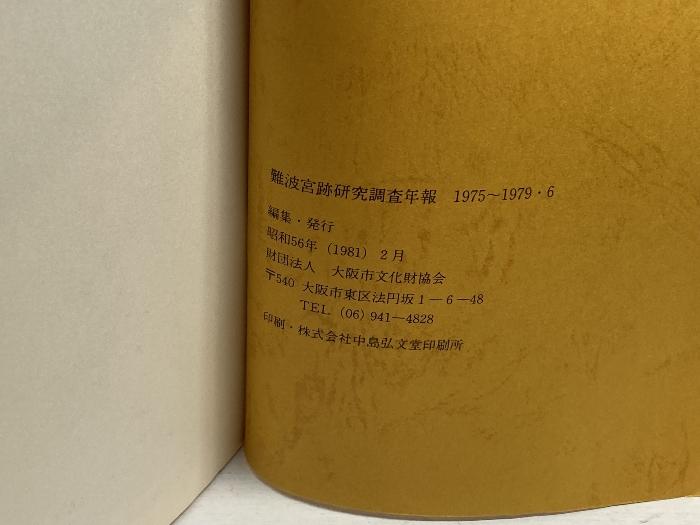 難波宮跡研究調査年報　1975～1979・6
編集・発行
昭和56年（1981）2月
財団法人　大阪市文化財協会
〒540 大阪市東区法円坂1―6―48
TEL（06）941―4828
印刷・株式会社中島弘文堂印刷所